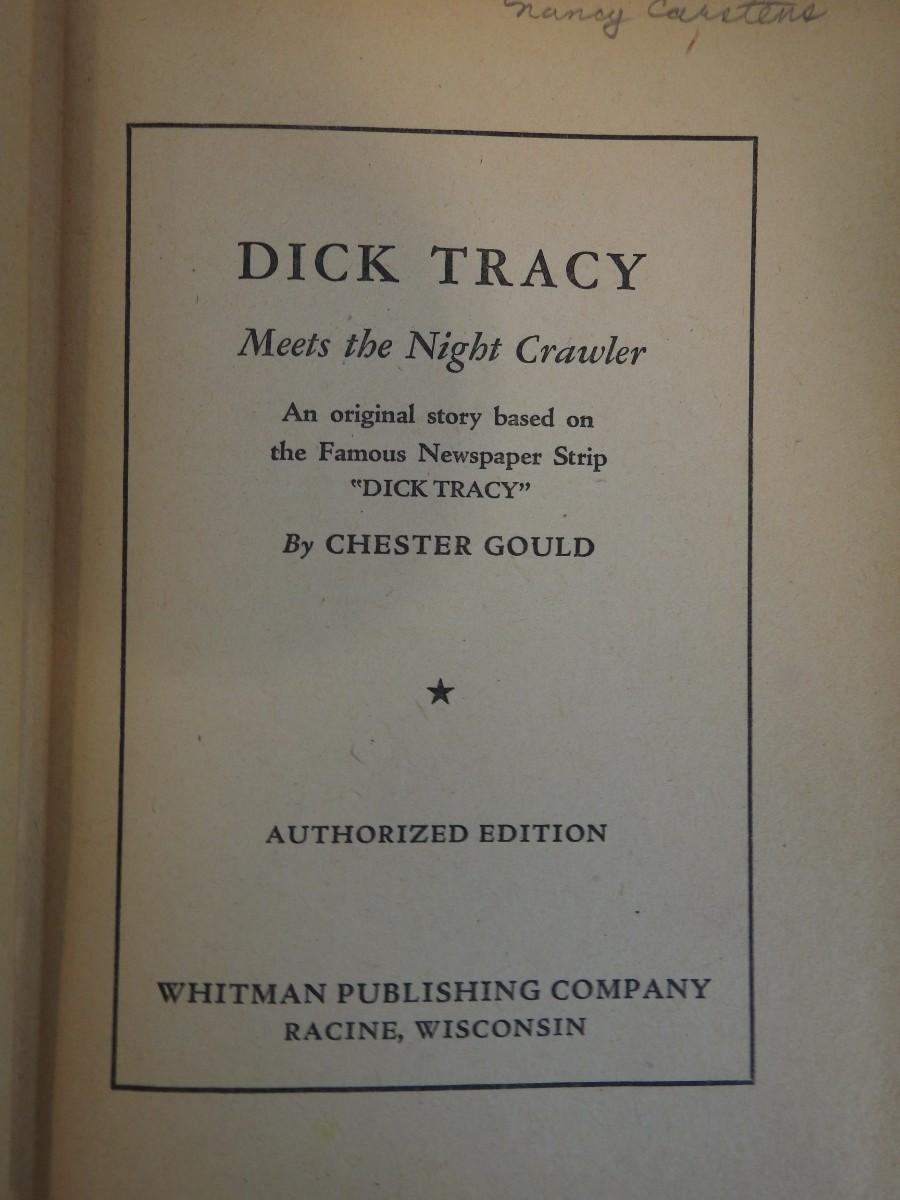 Nancy Carstens
DICK TRACY
Meets the Night Crawler
An original story based on
the Famous Newspaper Strip
"DICK TRACY"
By CHESTER GOULD
★
AUTHORIZED EDITION
WHITMAN PUBLISHING COMPANY
RACINE, WISCONSIN